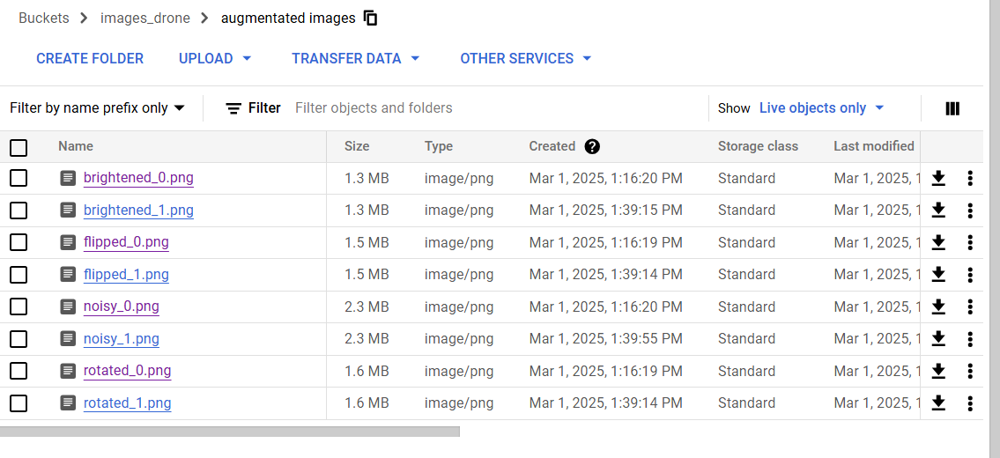 Buckets > images_drone > augmentated images
CREATE FOLDER UPLOAD TRANSFER DATA OTHER SERVICES
Filter by name prefix only Filter Filter objects and folders Show Live objects only
Name Size Type Created ? Storage class Last modified
brightened_0.png 1.3 MB image/png Mar 1, 2025, 1:16:20 PM Standard Mar 1, 2025, 1
brightened_1.png 1.3 MB image/png Mar 1, 2025, 1:39:15 PM Standard Mar 1, 2025, 1
flipped_0.png 1.5 MB image/png Mar 1, 2025, 1:16:19 PM Standard Mar 1, 2025, 1
flipped_1.png 1.5 MB image/png Mar 1, 2025, 1:39:14 PM Standard Mar 1, 2025, 1
noisy_0.png 2.3 MB image/png Mar 1, 2025, 1:16:20 PM Standard Mar 1, 2025, 1
noisy_1.png 2.3 MB image/png Mar 1, 2025, 1:39:55 PM Standard Mar 1, 2025, 1
rotated_0.png 1.6 MB image/png Mar 1, 2025, 1:16:19 PM Standard Mar 1, 2025, 1
rotated_1.png 1.6 MB image/png Mar 1, 2025, 1:39:14 PM Standard Mar 1, 2025, 1